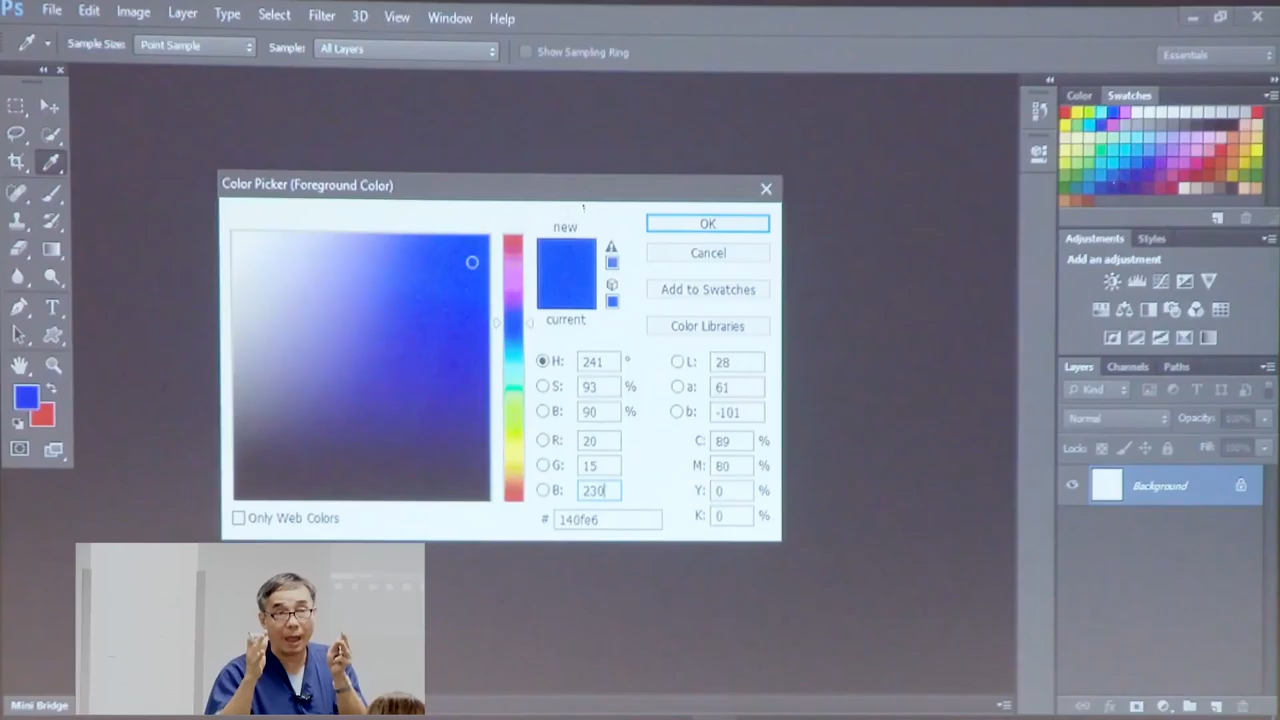 Ps File Edit Image Layer Type Select Filter 3D View Window Help
Sample Size: Point Sample Sample: All Layers Show Sampling Ring Essentials
Color Swatches
Color Picker (Foreground Color)
new
OK
Cancel
Add to Swatches
current
Color Libraries
H: 241 ° L: 28
S: 93 % a: 61
B: 90 % b: -101
R: 20 C: 89 %
G: 15 M: 80 %
B: 230 Y: 0 %
K: 0 %
Only Web Colors # 140fe6
Adjustments Styles
Add an adjustment
Layers Channels Paths
Kind
Normal Opacity: 100%
Lock: Fill: 100%
Background
Mini Bridge